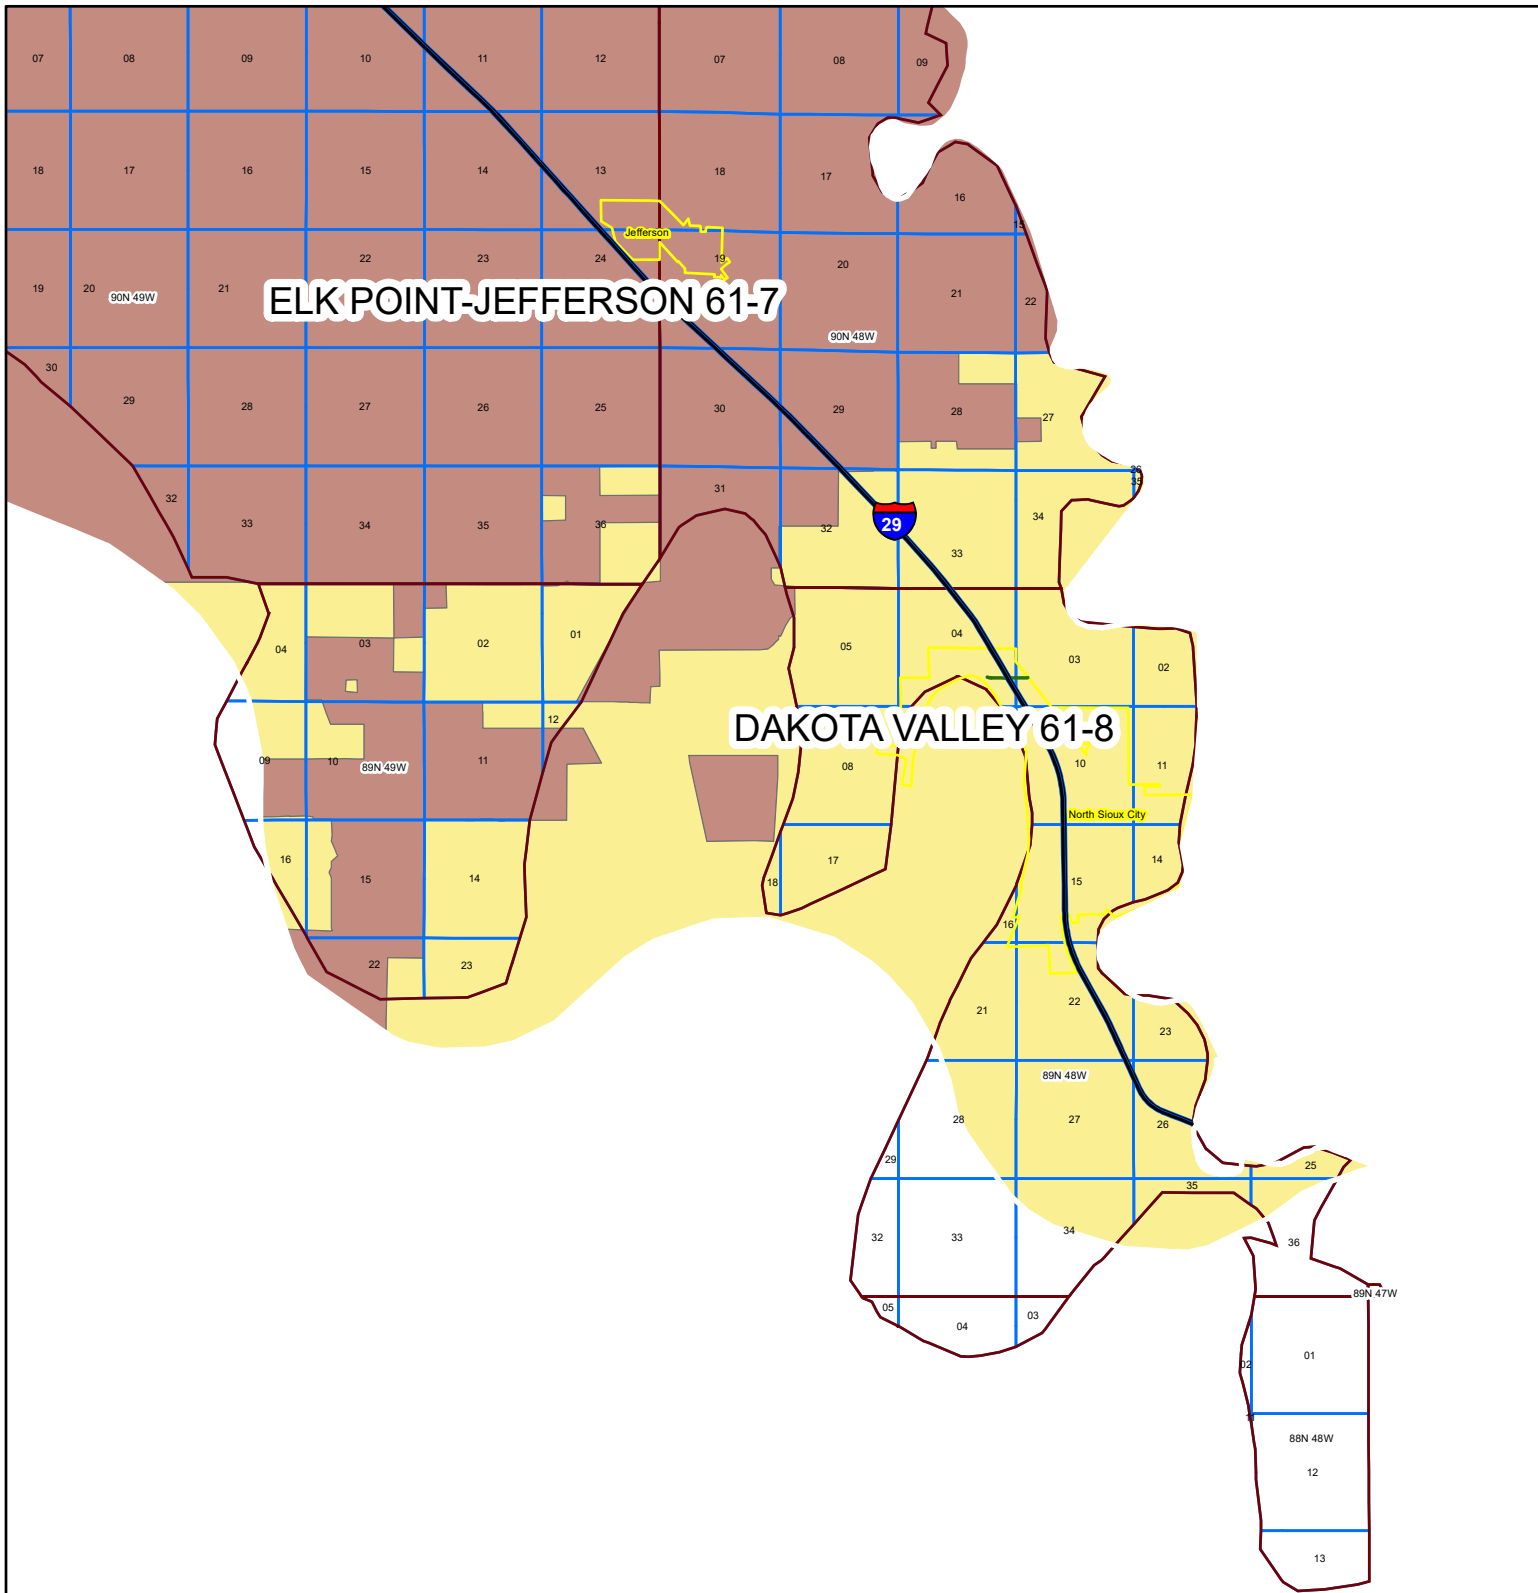 07 08 09 10 11 12 07 08 09
18 17 16 15 14 13 18 17 16
15
Jefferson
22 23 24 19 20
19 20 90N 49W 21 21 22
ELK POINT-JEFFERSON 61-7
90N 48W
30 29 28 27 26 25 30 29 28 27
26
35
32 33 34 35 36 31 32 29 33 34
04 03 02 01 05 04 03 02
12
DAKOTA VALLEY 61-8
09 10 89N 49W 11 08 10 11
North Sioux City
16 15 14 18 17 15 14
16
22 23 21 22 23
89N 48W
28 27 26
29 35 25
32 33 34 36
89N 47W
05 04 03
02 01
11
88N 48W
12
13